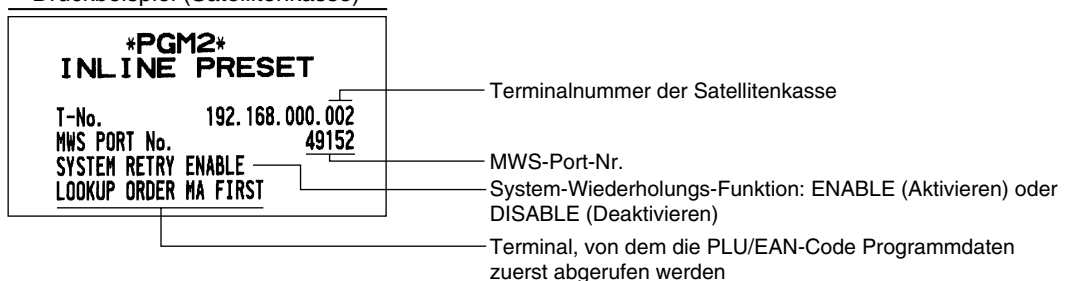 Druckbeispiel (Satellitenkasse)
*PGM2*
INLINE PRESET
T-No. 192.168.000.002
MWS PORT No. 49152
SYSTEM RETRY ENABLE
LOOKUP ORDER MA FIRST
Terminalnummer der Satellitenkasse
MWS-Port-Nr.
System-Wiederholungs-Funktion: ENABLE (Aktivieren) oder
DISABLE (Deaktivieren)
Terminal, von dem die PLU/EAN-Code Programmdaten
zuerst abgerufen werden